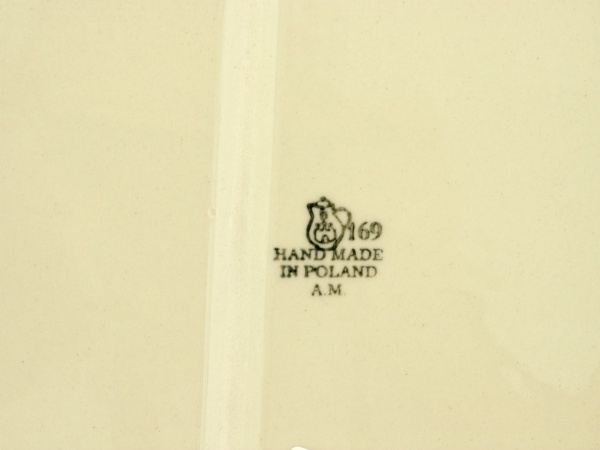 169
HAND MADE
IN POLAND
A.M.